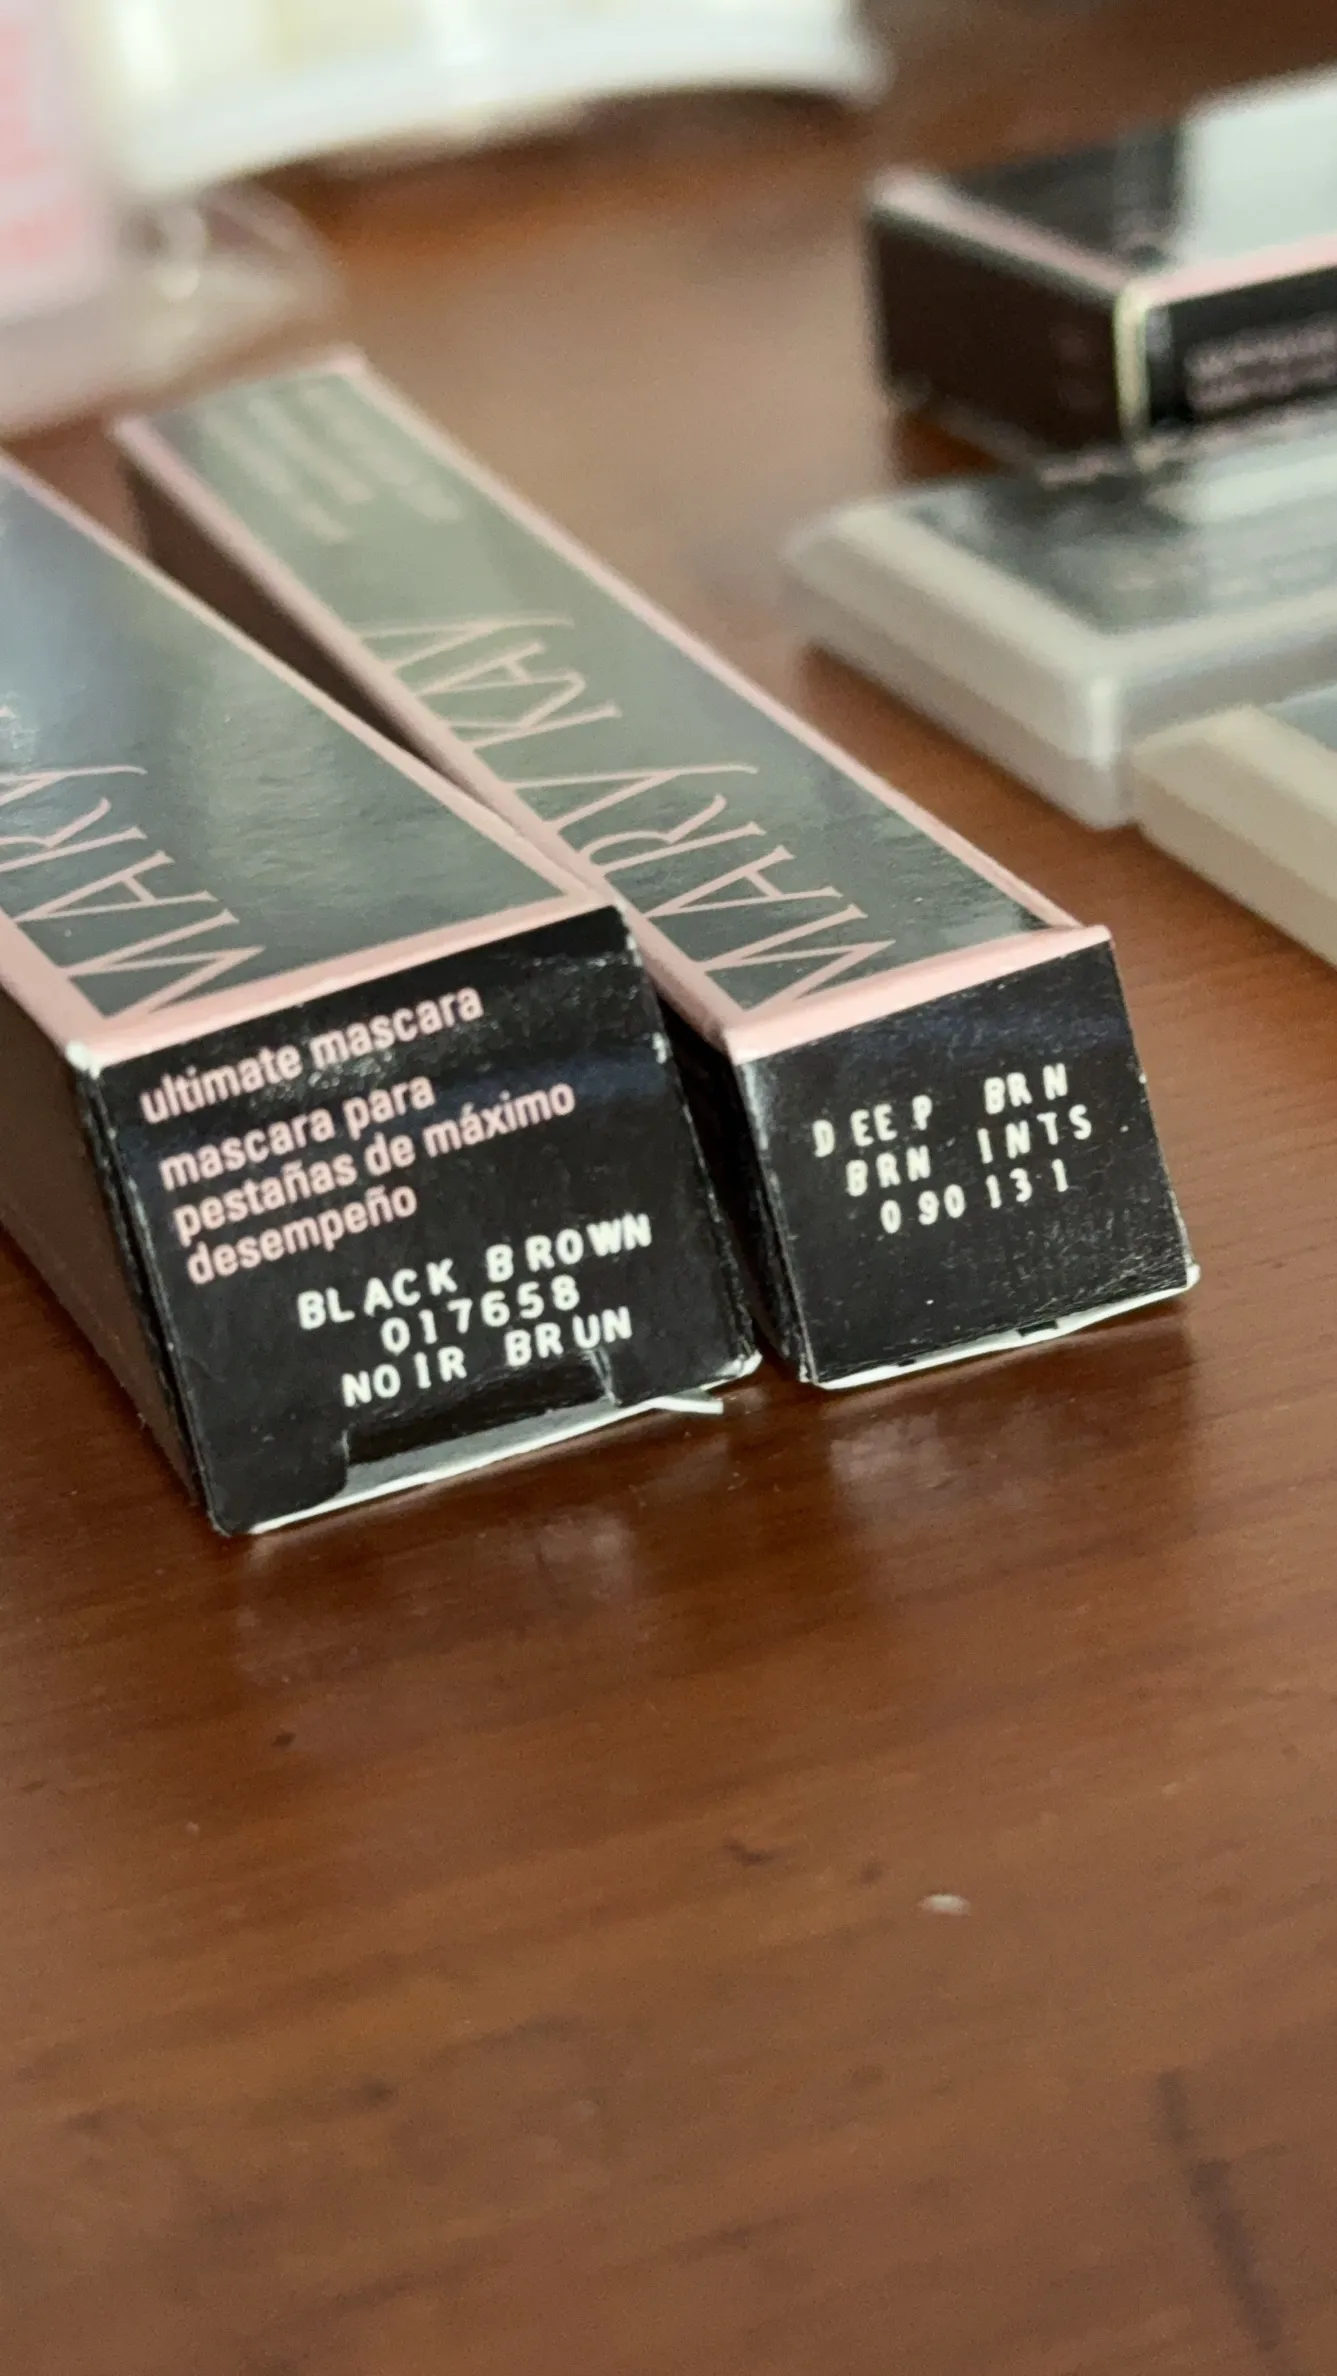 MARY
MARY KAY
ultimate mascara
mascara para
pestañas de máximo
desempeño
BLACK BROWN
017658
NOIR BRUN
DEEP BRN
BRN INTS
090131